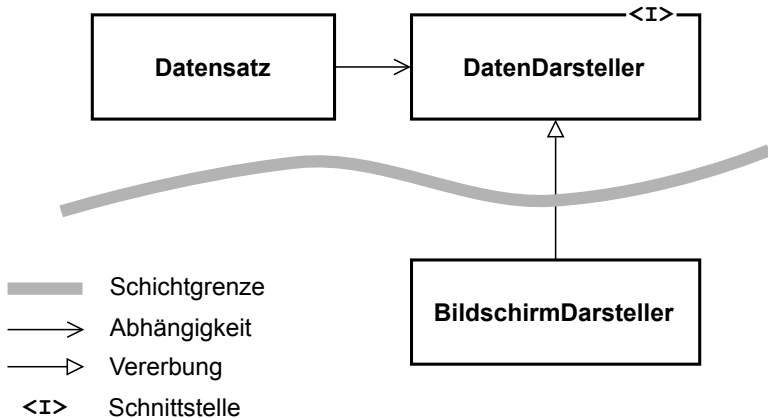 <I>
Datensatz
DatenDarsteller
BildschirmDarsteller
Schichtgrenze
Abhängigkeit
Vererbung
<I> Schnittstelle